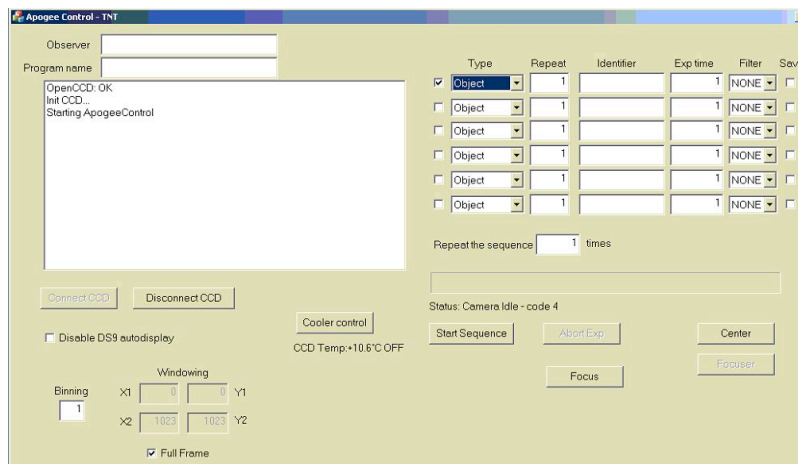 Apogee Control - TNT
Observer
Program name
OpenCCD: OK
Init CCD...
Starting ApogeeControl
Connect CCD
Disconnect CCD
Disable DS9 autodisplay
Cooler control
CCD Temp:+10.6°C OFF
Windowing
Binning
1
X1 0 0 Y1
X2 1023 1023 Y2
Full Frame
Type Repeat Identifier Exp time Filter Sav
Object 1 1 NONE
Object 1 1 NONE
Object 1 1 NONE
Object 1 1 NONE
Object 1 1 NONE
Object 1 1 NONE
Repeat the sequence 1 times
Status: Camera Idle - code 4
Start Sequence
Abort Exp
Center
Focus
Focuser